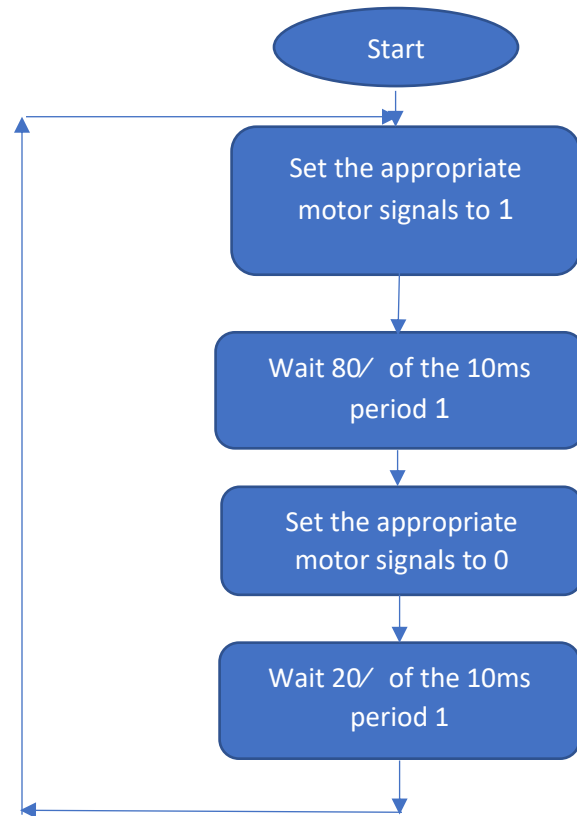 Start
Set the appropriate
motor signals to 1
Wait 80⁄ of the 10ms
period 1
Set the appropriate
motor signals to 0
Wait 20⁄ of the 10ms
period 1